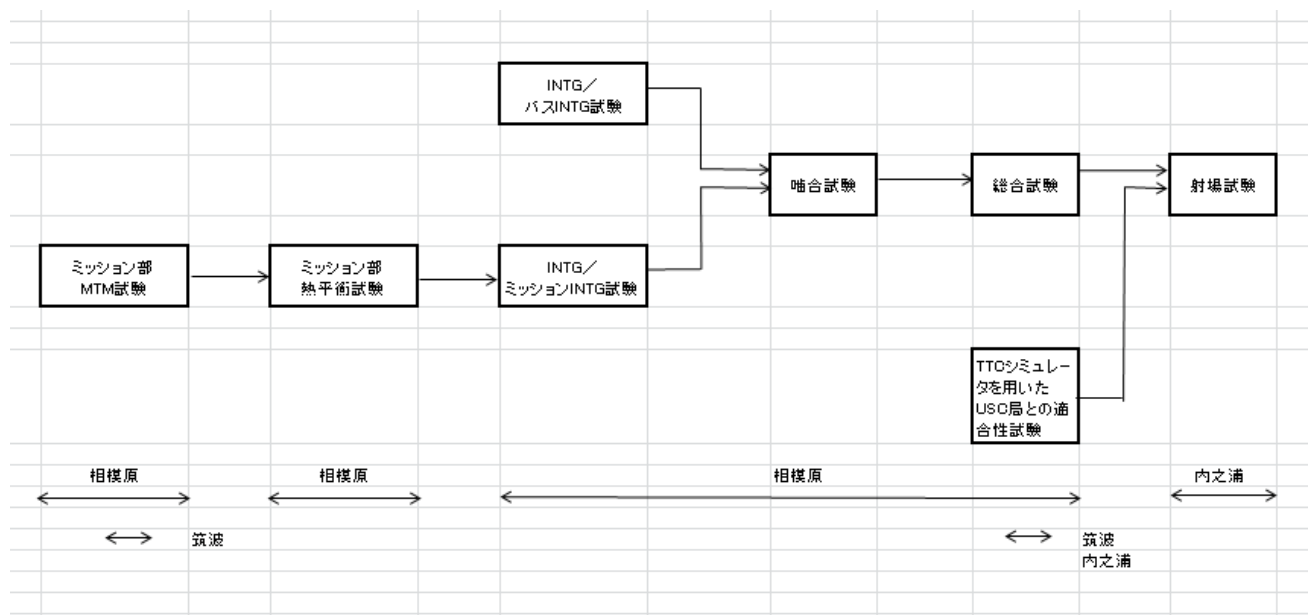 INTG／
バスINTG試験
噛合試験
総合試験
射場試験
ミッション部
MTM試験
ミッション部
熱平衡試験
INTG／
ミッションINTG試験
TTCシミュレー
タを用いた
USC局との適
合性試験
相模原
相模原
相模原
内之浦
筑波
筑波
内之浦